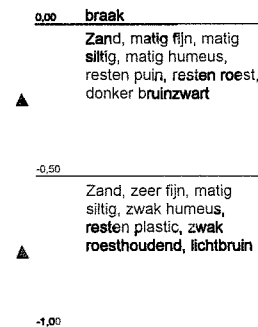 0,00 braak
Zand, matig fijn, matig
siltig, matig humeus,
resten puin, resten roest,
donker bruinzwart
-0,50
Zand, zeer fijn, matig
siltig, zwak humeus,
resten plastic, zwak
roesthoudend, lichtbruin
-1,00